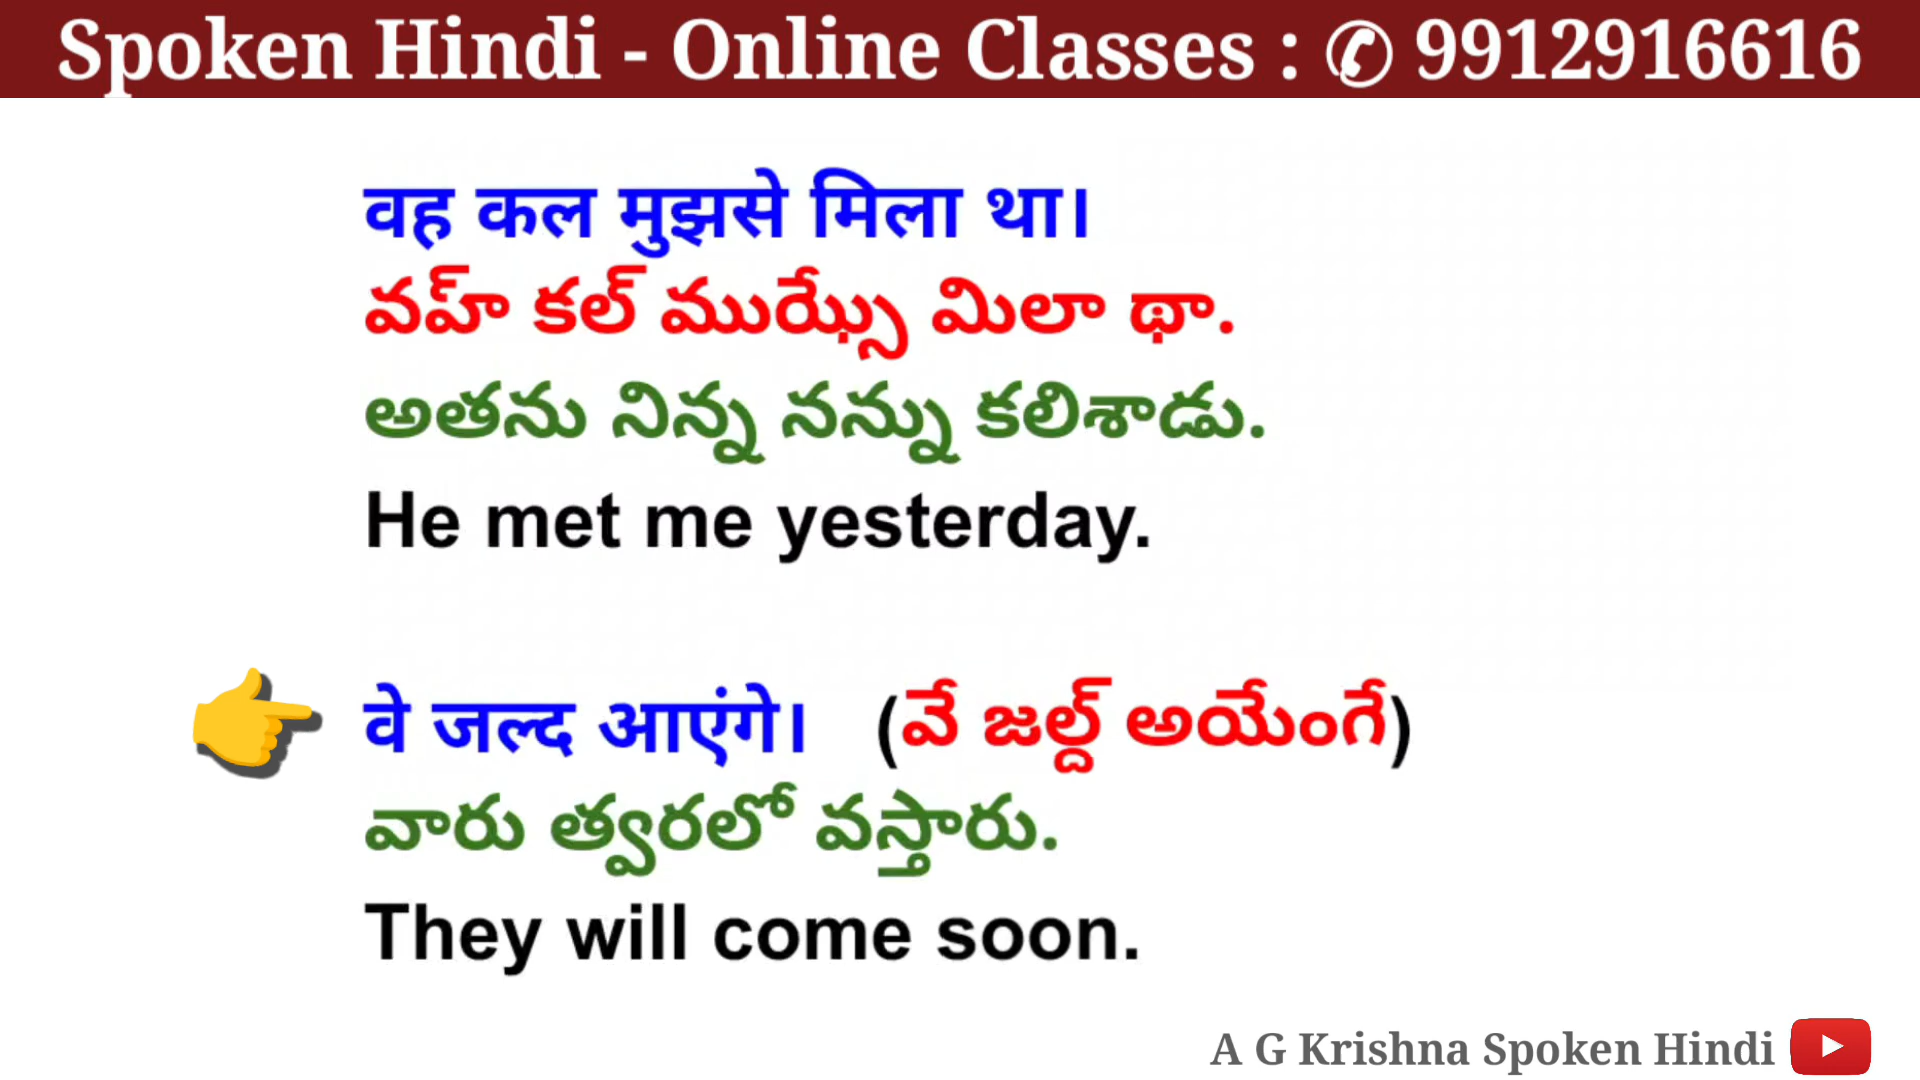 Spoken Hindi - Online Classes : ✆ 9912916616
वह कल मुझसे मिला था।
వహ్ కల్ ముఝ్సే మిలా థా.
అతను నిన్న నన్ను కలిశాడు.
He met me yesterday.
वे जल्द आएंगे। (వే జల్ద్ అయేంగే)
వారు త్వరలో వస్తారు.
They will come soon.
A G Krishna Spoken Hindi